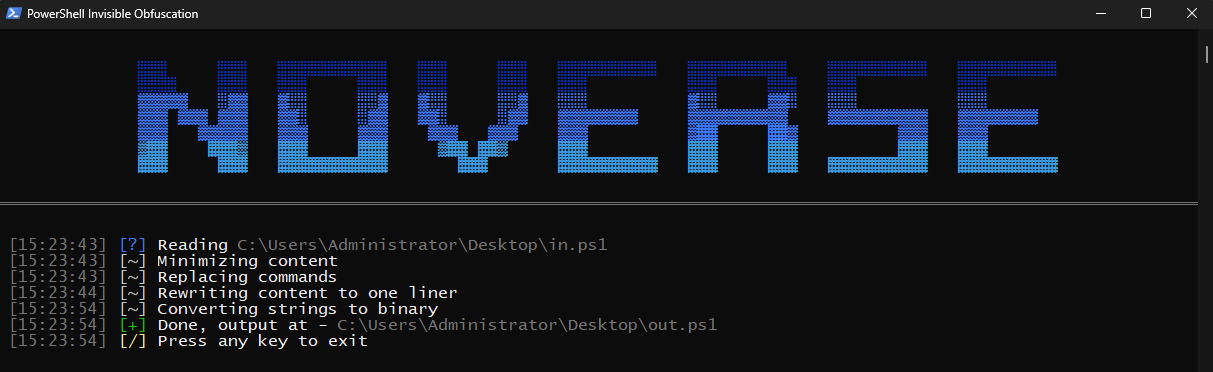 PowerShell Invisible Obfuscation
NOVERSE
[15:23:43] [?] Reading C:\Users\Administrator\Desktop\in.ps1
[15:23:43] [~] Minimizing content
[15:23:43] [~] Replacing commands
[15:23:44] [~] Rewriting content to one liner
[15:23:54] [~] Converting strings to binary
[15:23:54] [+] Done, output at - C:\Users\Administrator\Desktop\out.ps1
[15:23:54] [/] Press any key to exit